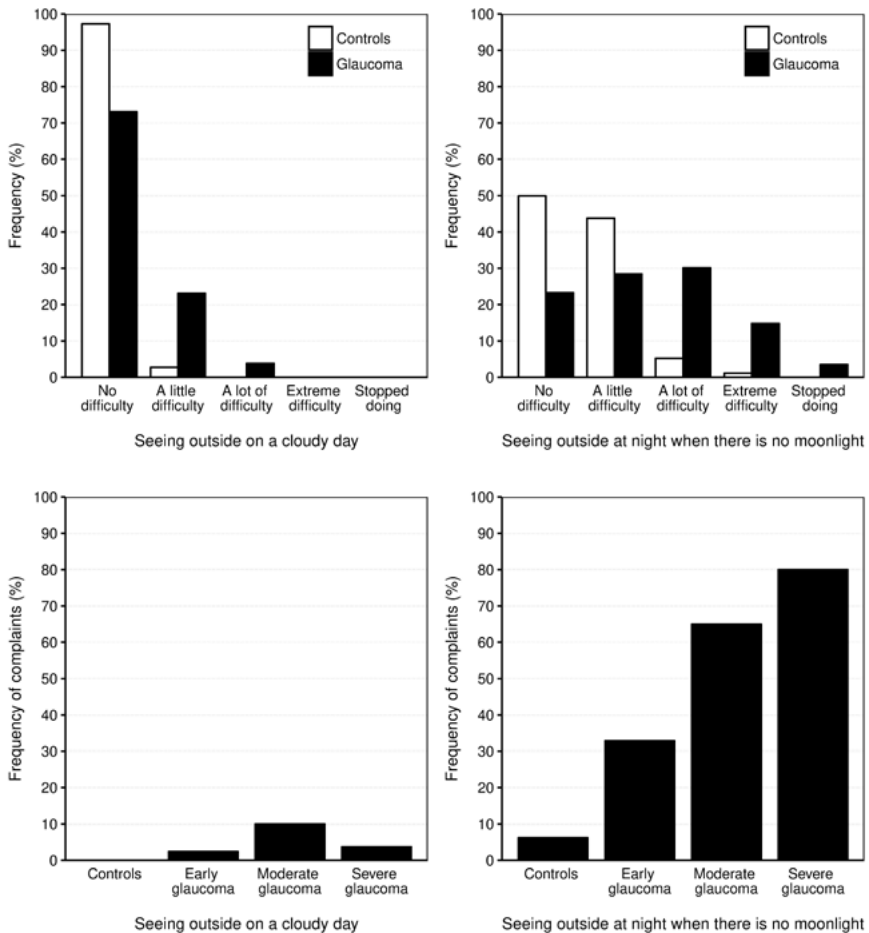 100
90
80
70
60
50
40
30
20
10
0
Frequency (%)
Controls
Glaucoma
No difficulty
A little difficulty
A lot of difficulty
Extreme difficulty
Stopped doing
Seeing outside on a cloudy day
100
90
80
70
60
50
40
30
20
10
0
Frequency (%)
Controls
Glaucoma
No difficulty
A little difficulty
A lot of difficulty
Extreme difficulty
Stopped doing
Seeing outside at night when there is no moonlight
100
90
80
70
60
50
40
30
20
10
0
Frequency of complaints (%)
Controls
Early glaucoma
Moderate glaucoma
Severe glaucoma
Seeing outside on a cloudy day
100
90
80
70
60
50
40
30
20
10
0
Frequency of complaints (%)
Controls
Early glaucoma
Moderate glaucoma
Severe glaucoma
Seeing outside at night when there is no moonlight